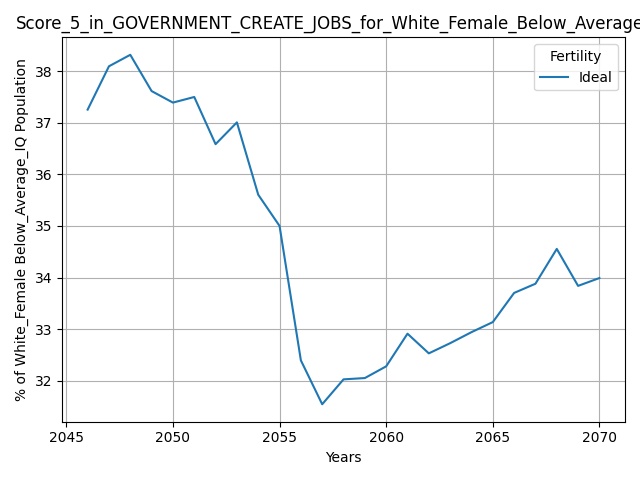 Score_5_in_GOVERNMENT_CREATE_JOBS_for_White_Female_Below_Average
Fertility
Ideal
% of White_Female Below_Average_IQ Population
38
37
36
35
34
33
32
2045 2050 2055 2060 2065 2070
Years